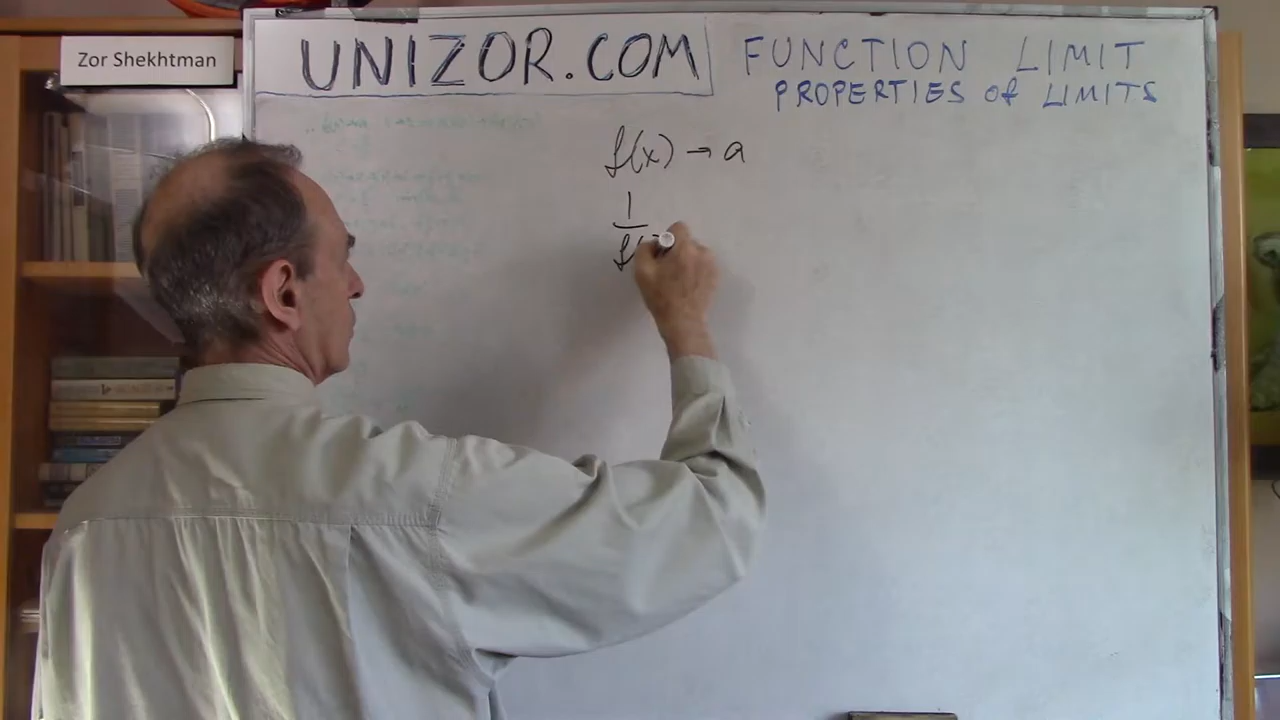 Zor Shekhtman
UNIZOR.COM
FUNCTION LIMIT
PROPERTIES of LIMITS
f(x) → a
1
f(